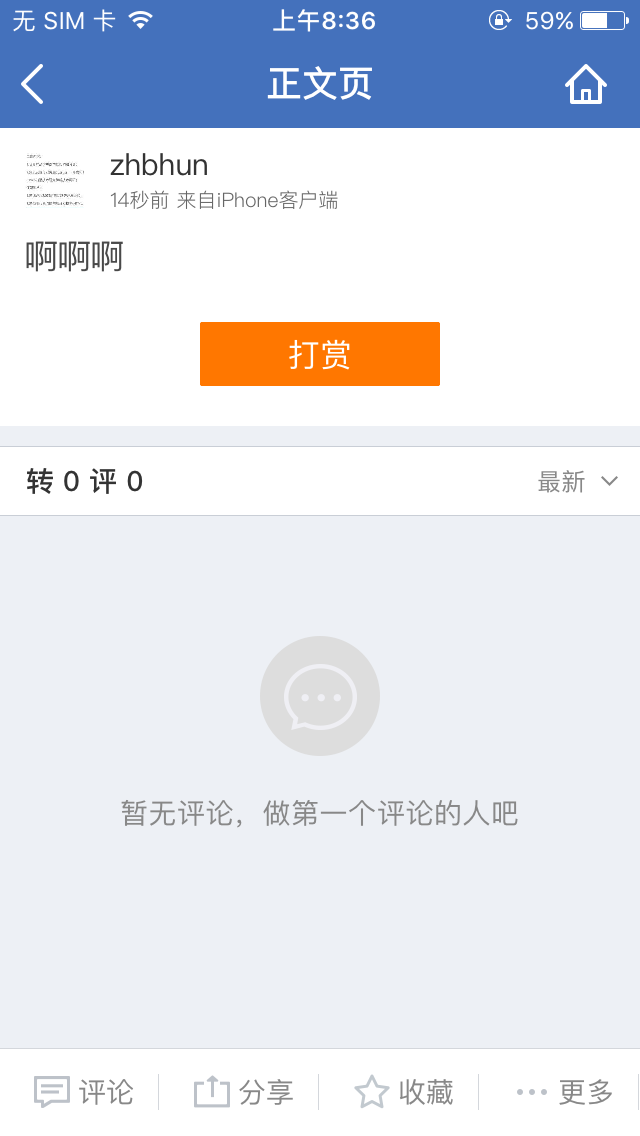 无 SIM 卡 上午8:36 59%
正文页
zhbhun
14秒前 来自iPhone客户端
啊啊啊
打赏
转 0 评 0 最新
暂无评论，做第一个评论的人吧
评论 分享 收藏 更多